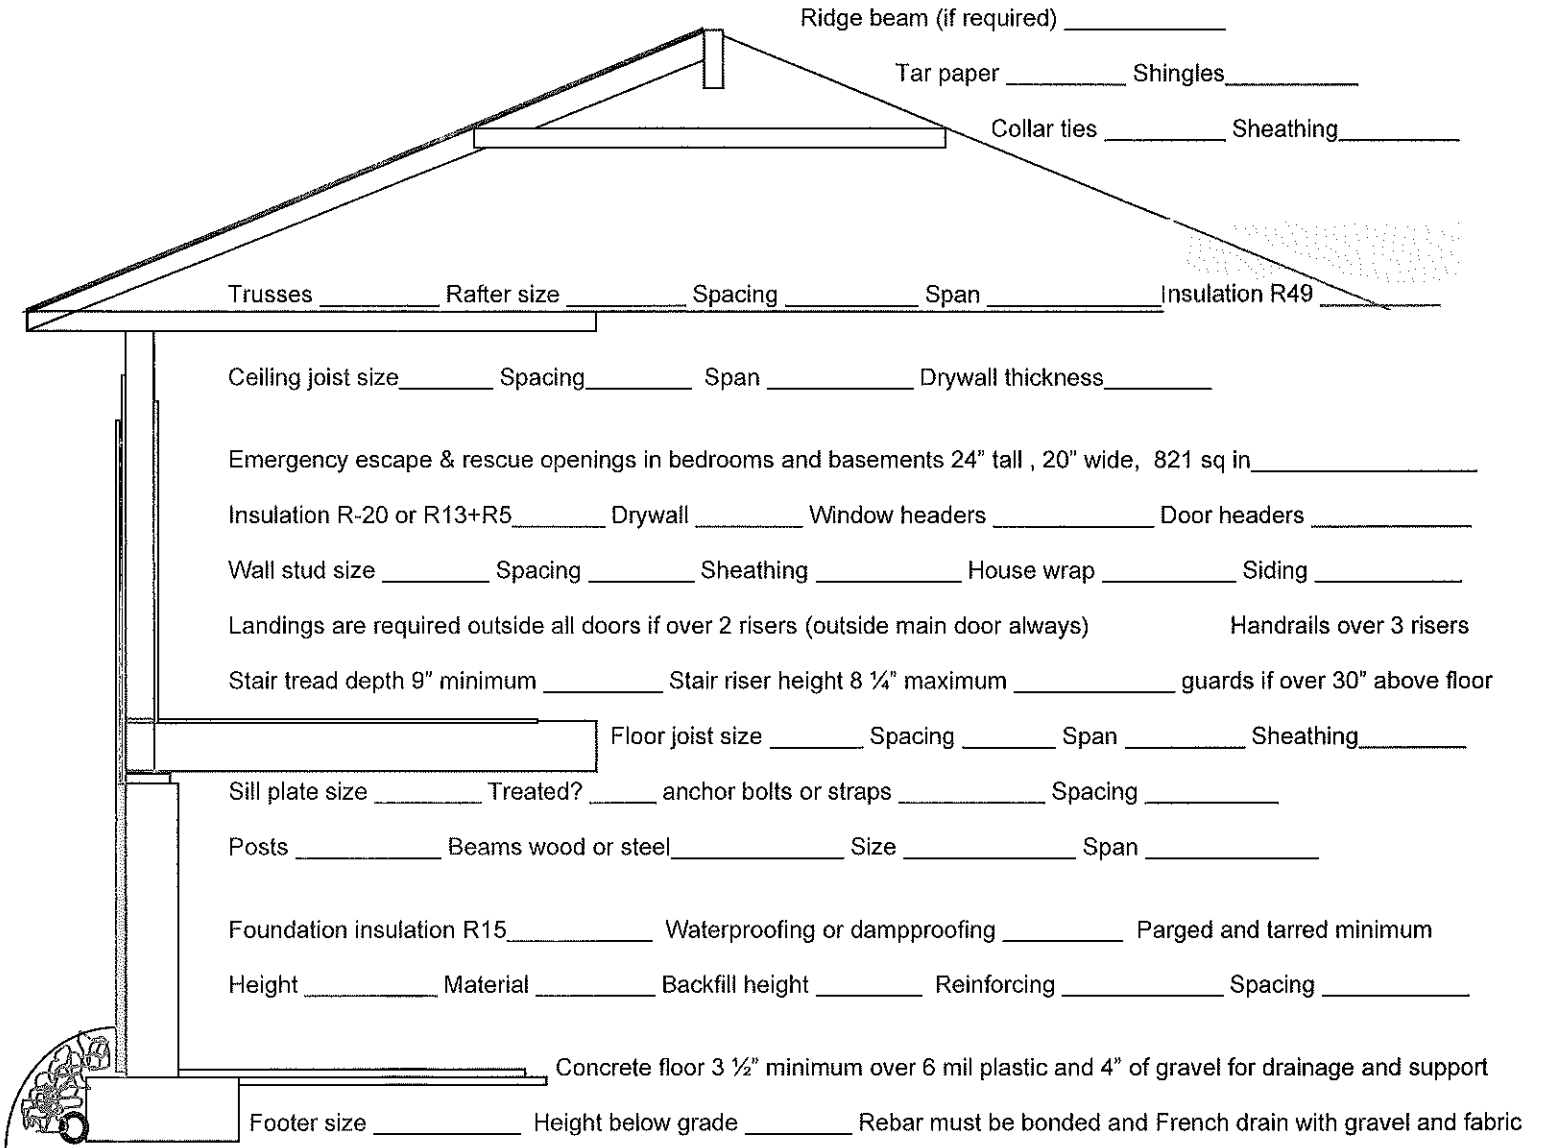 Ridge beam (if required) ____________
Tar paper _________ Shingles__________
Collar ties _________ Sheathing_________
Trusses _________ Rafter size _________ Spacing __________ Span _____________Insulation R49 _________
Ceiling joist size_______ Spacing________ Span ___________ Drywall thickness________
Emergency escape & rescue openings in bedrooms and basements 24” tall , 20” wide, 821 sq in_________________
Insulation R-20 or R13+R5_______ Drywall ________ Window headers ____________ Door headers ____________
Wall stud size ________ Spacing ________ Sheathing ___________ House wrap __________ Siding ___________
Landings are required outside all doors if over 2 risers (outside main door always) Handrails over 3 risers
Stair tread depth 9” minimum _________ Stair riser height 8 ¼” maximum ____________ guards if over 30” above floor
Floor joist size _______ Spacing _______ Span _________ Sheathing________
Sill plate size ________ Treated? _____ anchor bolts or straps ___________ Spacing __________
Posts ___________ Beams wood or steel_____________ Size _____________ Span _____________
Foundation insulation R15___________ Waterproofing or dampproofing _________ Parged and tarred minimum
Height __________ Material _________ Backfill height ________ Reinforcing ____________ Spacing ___________
Concrete floor 3 ½” minimum over 6 mil plastic and 4” of gravel for drainage and support
Footer size ___________ Height below grade ________ Rebar must be bonded and French drain with gravel and fabric